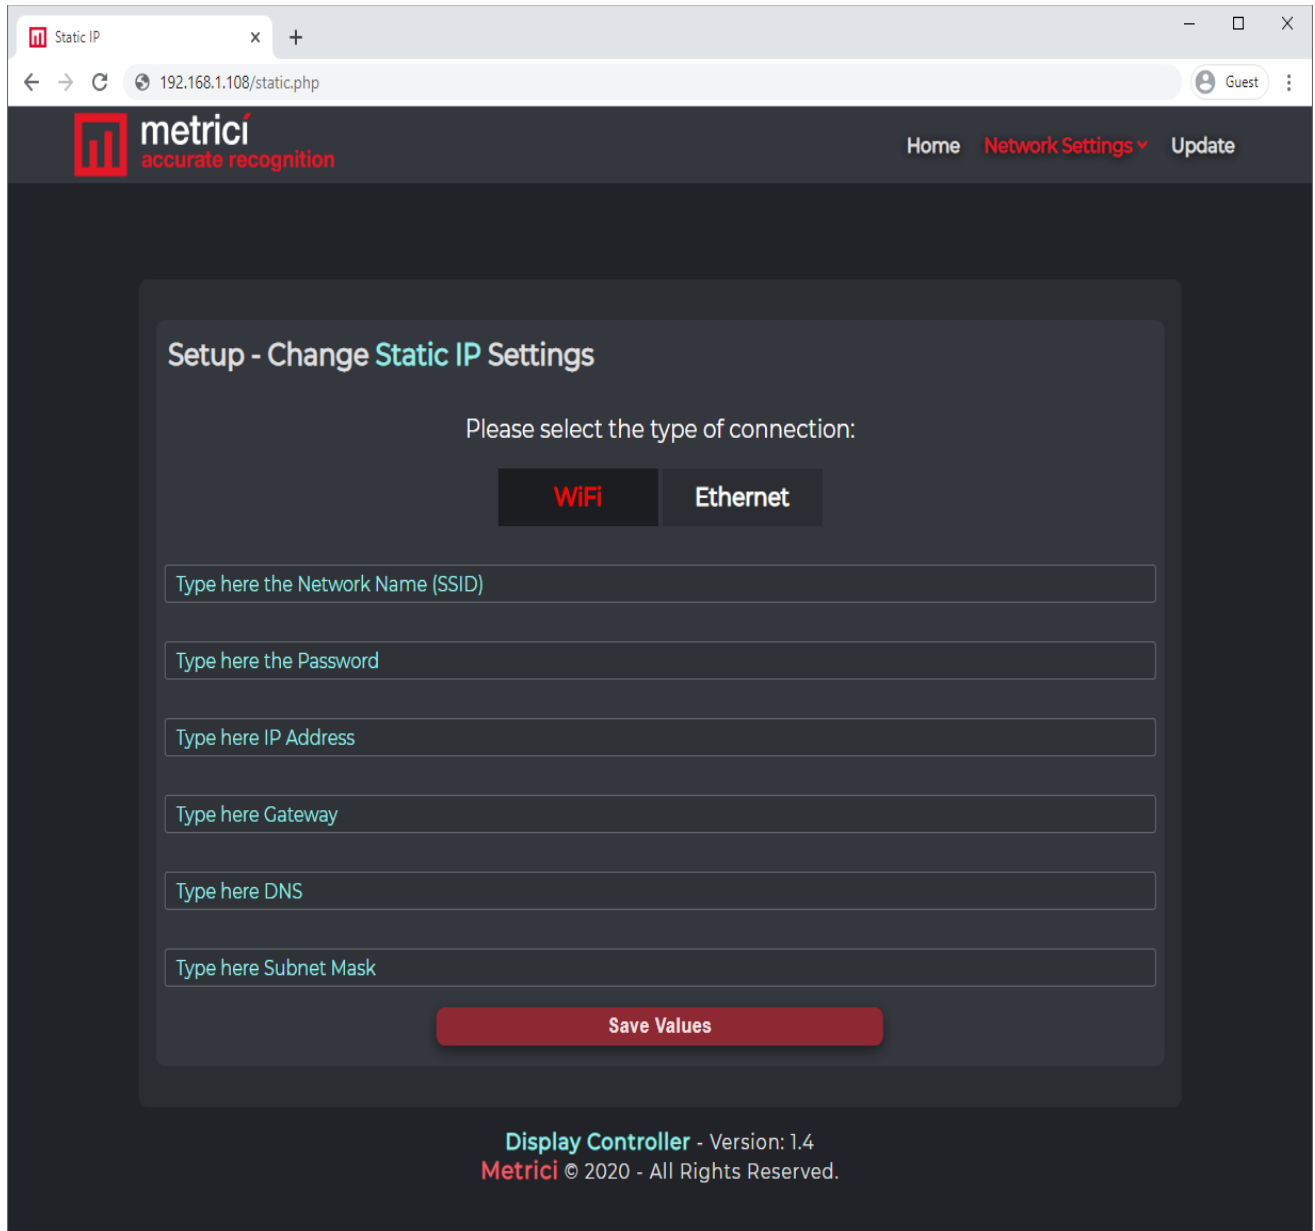 Static IP
192.168.1.108/static.php
Guest
metrici
accurate recognition
Home Network Settings Update
Setup - Change Static IP Settings
Please select the type of connection:
WiFi Ethernet
Type here the Network Name (SSID)
Type here the Password
Type here IP Address
Type here Gateway
Type here DNS
Type here Subnet Mask
Save Values
Display Controller - Version: 1.4
Metrici © 2020 - All Rights Reserved.